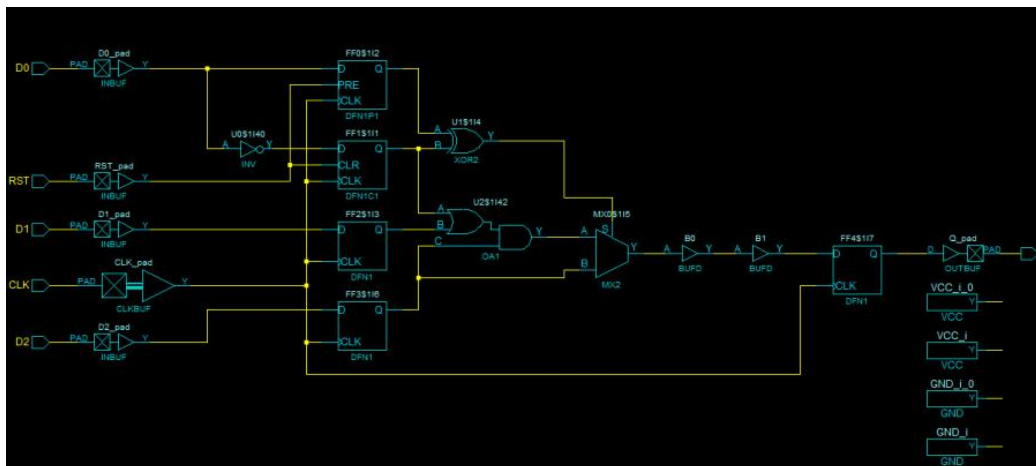 D0
PAD
D0_pad
Y
INBUF
RST
PAD
RST_pad
Y
INBUF
D1
PAD
D1_pad
Y
INBUF
CLK
PAD
CLK_pad
Y
CLKBUF
D2
PAD
D2_pad
Y
INBUF
U0$1I40
A
Y
INV
FF0$1I2
D
Q
PRE
CLK
DFN1P1
FF1$1I1
D
Q
CLR
CLK
DFN1C1
FF2$1I3
D
Q
CLK
DFN1
FF3$1I6
D
Q
CLK
DFN1
U1$1I4
A
B
Y
XOR2
U2$1I42
A
B
C
Y
OA1
MX0$1I5
S
A
B
Y
MX2
B0
A
Y
BUFD
B1
A
Y
BUFD
FF4$1I7
D
Q
CLK
DFN1
Q_pad
D
PAD
OUTBUF
VCC_i_0
Y
VCC
VCC_i
Y
VCC
GND_i_0
Y
GND
GND_i
Y
GND